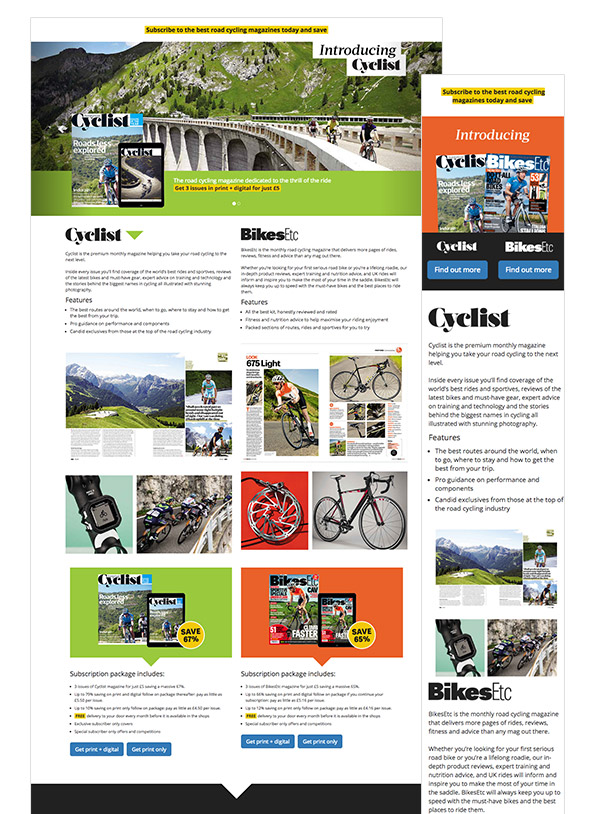 Subscribe to the best road cycling magazines today and save
Introducing
Cyclist
Cyclist
Roads less
explored
Cyclist
The road cycling magazine dedicated to the thrill of the ride
Get 3 issues in print + digital for just £5
Cyclist
Cyclist is the premium monthly magazine helping you take your road cycling to the
next level.
Inside every issue you'll find coverage of the world's best rides and sportives, reviews
of the latest bikes and must-have gear, expert advice on training and technology and
the stories behind the biggest names in cycling all illustrated with stunning
photography.
Features
• The best routes around the world, when to go, where to stay and how to get
the best from your trip.
• Pro guidance on performance and components
• Candid exclusives from those at the top of the road cycling industry
BikesEtc
BikesEtc is the monthly road cycling magazine that delivers more pages of rides,
reviews, fitness and advice than any mag out there.
Whether you're looking for your first serious road bike or you're a lifelong roadie, our
in-depth product reviews, expert training and nutrition advice, and UK rides will
inform and inspire you to make the most of your time in the saddle. BikesEtc will
always keep you up to speed with the must-have bikes and the best places to ride
them.
Features
• All the best kit, honestly reviewed and rated
• Fitness and nutrition advice to help maximise your riding enjoyment
• Packed sections of routes, rides and sportives for you to try
LOOK
675 Light
Cyclist
Roads less
explored
Cyclist
SAVE
67%
BikesEtc
CAV
51
CLIMB
FASTER
SAVE
65%
Subscription package includes:
• 3 issues of Cyclist magazine for just £5 saving a massive 67%.
• Up to 70% saving on print and digital follow on package thereafter: pay as little as
£5.50 per issue
• Up to 10% saving on print only follow on package pay as little as £4.50 per issue.
• FREE delivery to your door every month before it is available in the shops
• Exclusive subscriber only covers
• Special subscriber only offers and competitions
Get print + digital
Get print only
Subscription package includes:
• 3 issues of BikesEtc magazine for just £5 saving a massive 65%.
• Up to 66% saving on print and digital follow on package if you continue your
subscription: pay as little as £5.16 per issue
• Up to 12% saving on print only follow on package pay as little as £4.16 per issue.
• FREE delivery to your door every month before it is available in the shops
• Special subscriber only offers and competitions
Get print + digital
Get print only
Subscribe to the best road cycling
magazines today and save
Introducing
Cyclist
Roads less
explored
BikesEtc
Cyclist
BikesEtc
Find out more
Find out more
Cyclist
Cyclist is the premium monthly magazine
helping you take your road cycling to the next
level.
Inside every issue you'll find coverage of the
world's best rides and sportives, reviews of the
latest bikes and must-have gear, expert advice
on training and technology and the stories
behind the biggest names in cycling all
illustrated with stunning photography.
Features
• The best routes around the world, when
to go, where to stay and how to get the
best from your trip.
• Pro guidance on performance and
components
• Candid exclusives from those at the top of
the road cycling industry
BikesEtc
BikesEtc is the monthly road cycling magazine
that delivers more pages of rides, reviews,
fitness and advice than any mag out there.
Whether you're looking for your first serious
road bike or you're a lifelong roadie, our in-
depth product reviews, expert training and
nutrition advice, and UK rides will inform and
inspire you to make the most of your time in
the saddle. BikesEtc will always keep you up to
speed with the must-have bikes and the best
places to ride them.